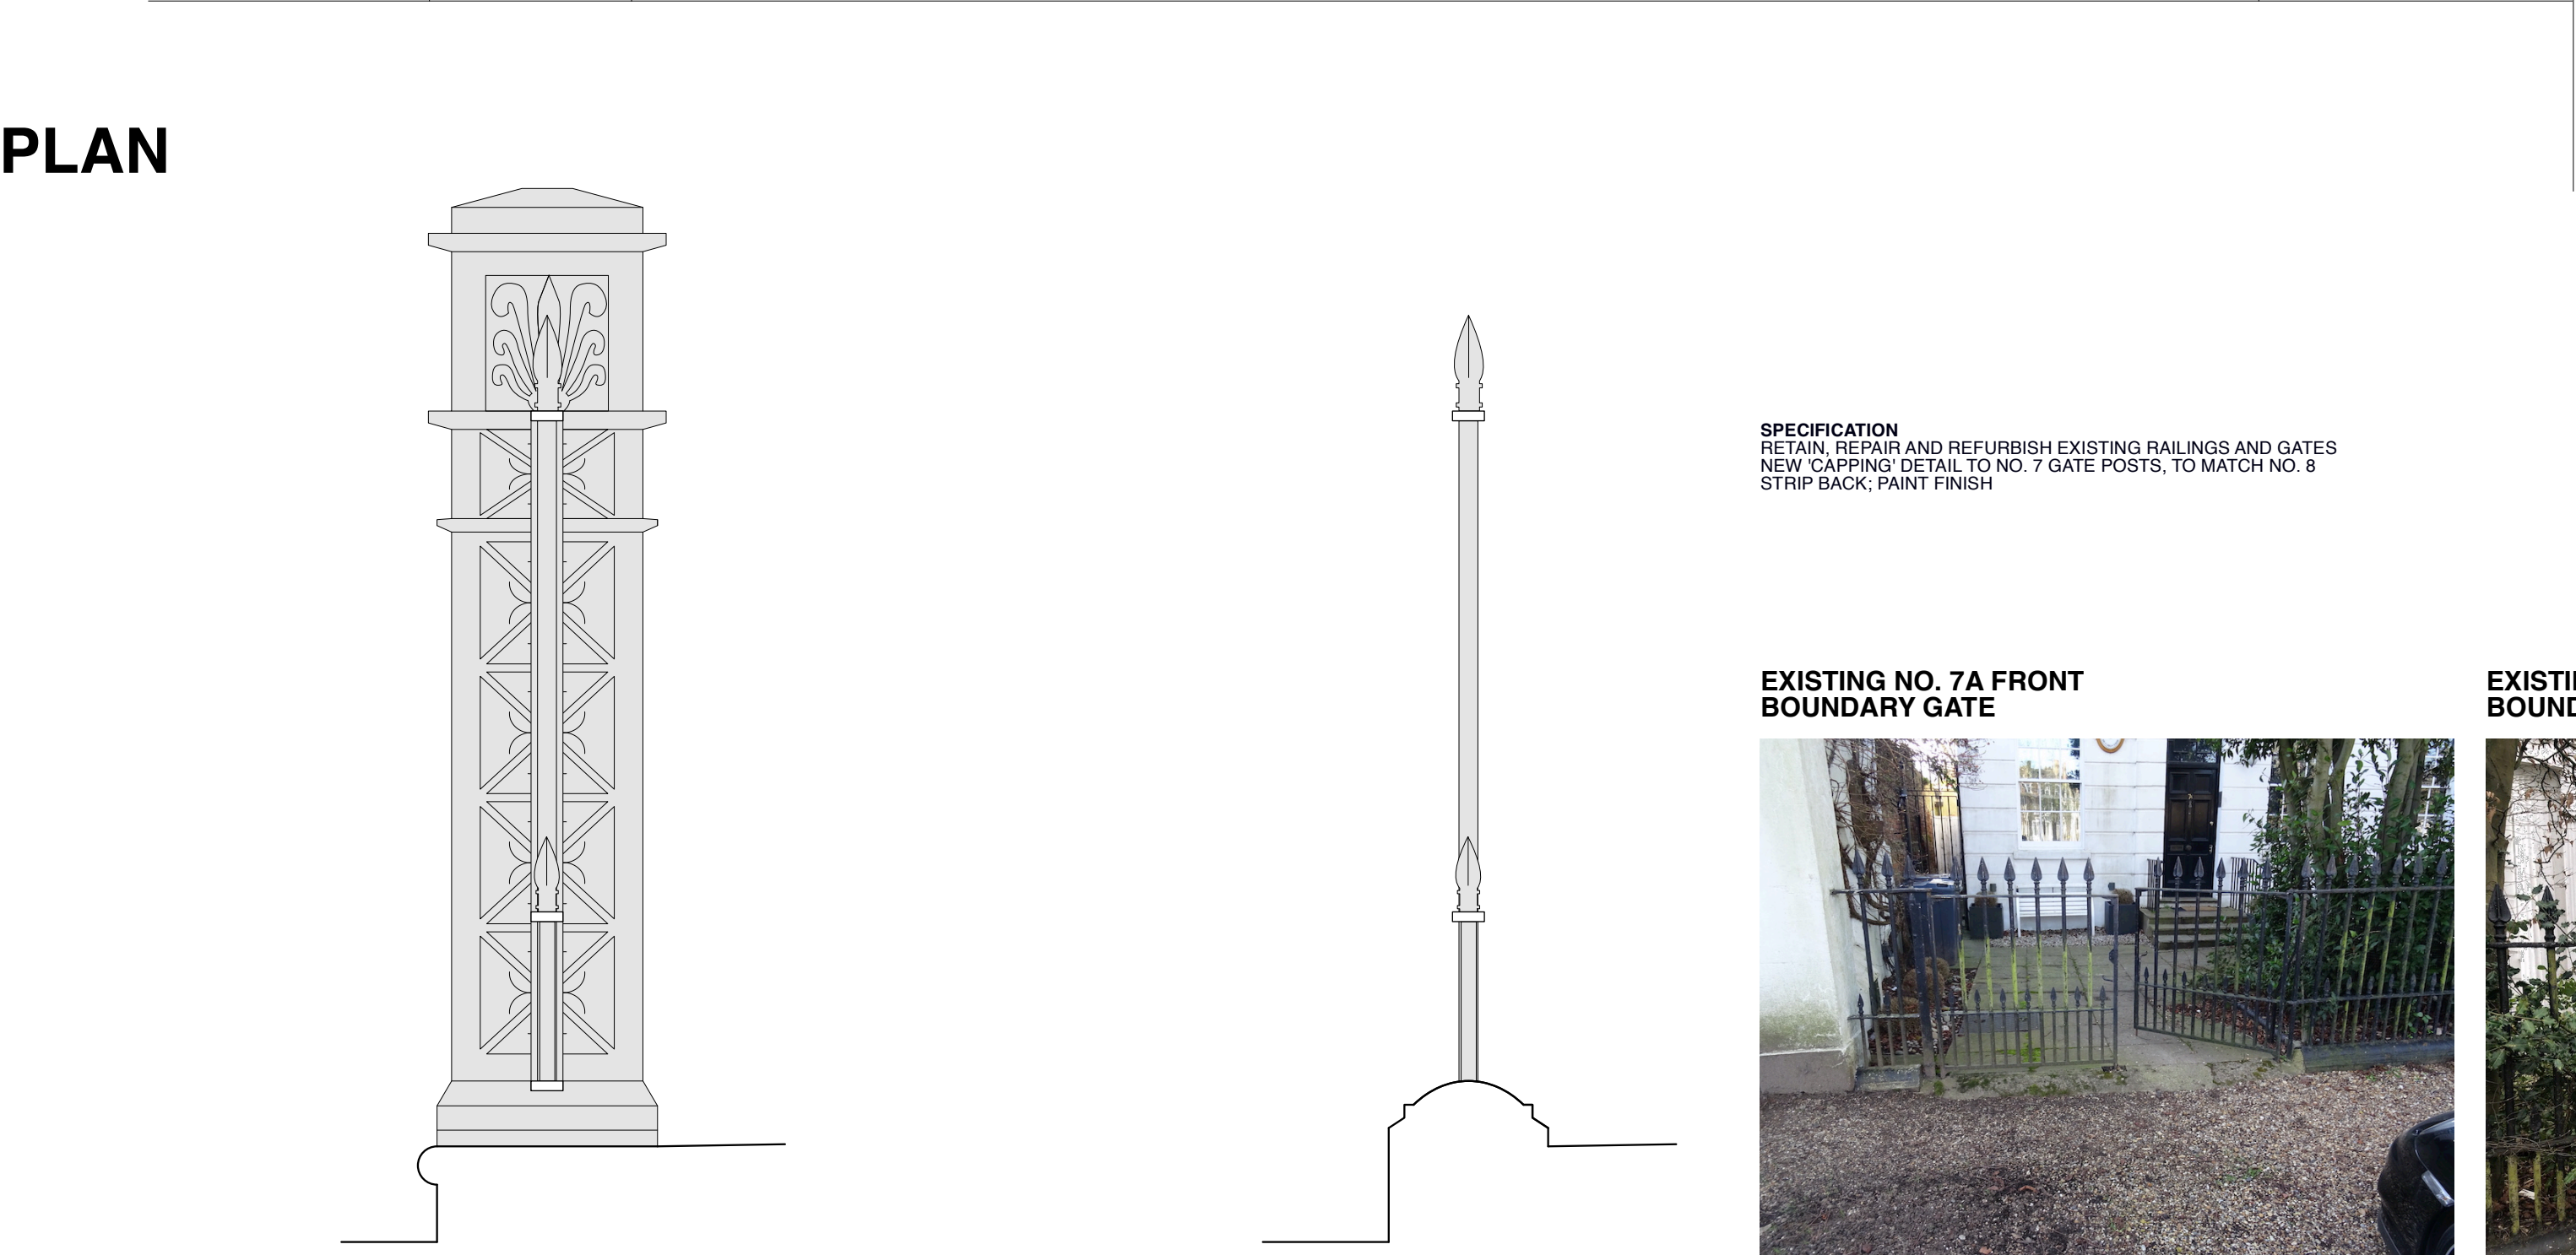 PLAN
SPECIFICATION
RETAIN, REPAIR AND REFURBISH EXISTING RAILINGS AND GATES
NEW 'CAPPING' DETAIL TO NO. 7 GATE POSTS, TO MATCH NO. 8
STRIP BACK; PAINT FINISH
EXISTING NO. 7A FRONT
BOUNDARY GATE